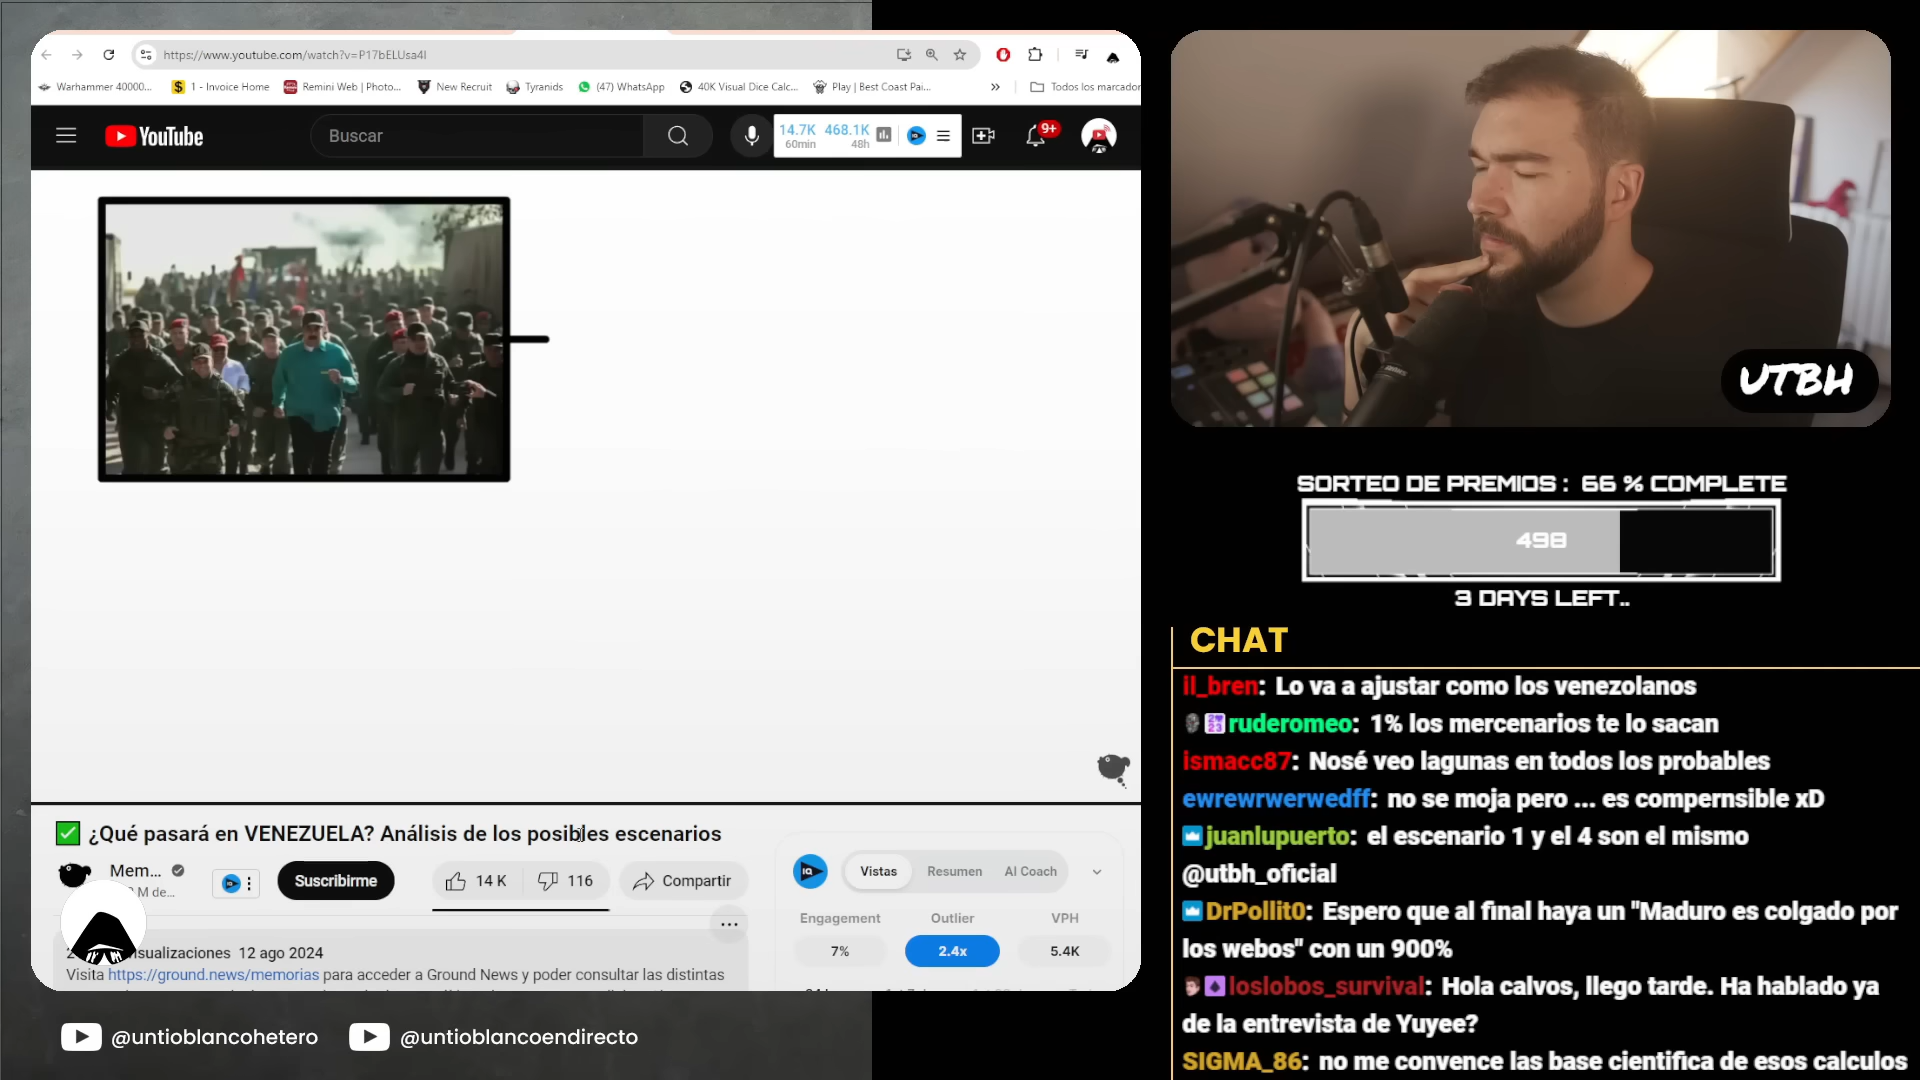 https://www.youtube.com/watch?v=P17bELUsa4I
Warhammer 40000...
1 - Invoice Home
Remini Web | Photo...
New Recruit
Tyranids
(47) WhatsApp
40K Visual Dice Calc...
Play | Best Coast Pai...
»
Todos los marcador
YouTube
Buscar
14.7K 468.1K
60min 48h
9+
✅ ¿Qué pasará en VENEZUELA? Análisis de los posibles escenarios
Mem...
M de...
Suscribirme
14 K
116
Compartir
IQ
Vistas
Resumen
AI Coach
Engagement
Outlier
VPH
7%
2.4x
5.4K
sualizaciones 12 ago 2024
Visita https://ground.news/memorias para acceder a Ground News y poder consultar las distintas
@untioblancohetero
@untioblancoendirecto
UTBH
SORTEO DE PREMIOS : 66 % COMPLETE
498
3 DAYS LEFT..
CHAT
il_bren: Lo va a ajustar como los venezolanos
ruderomeo: 1% los mercenarios te lo sacan
ismacc87: Nosé veo lagunas en todos los probables
ewrewrwerwedff: no se moja pero ... es compernsible xD
juanlupuerto: el escenario 1 y el 4 son el mismo
@utbh_oficial
DrPollit0: Espero que al final haya un "Maduro es colgado por
los webos" con un 900%
loslobos_survival: Hola calvos, llego tarde. Ha hablado ya
de la entrevista de Yuyee?
SIGMA_86: no me convence las base cientifica de esos calculos